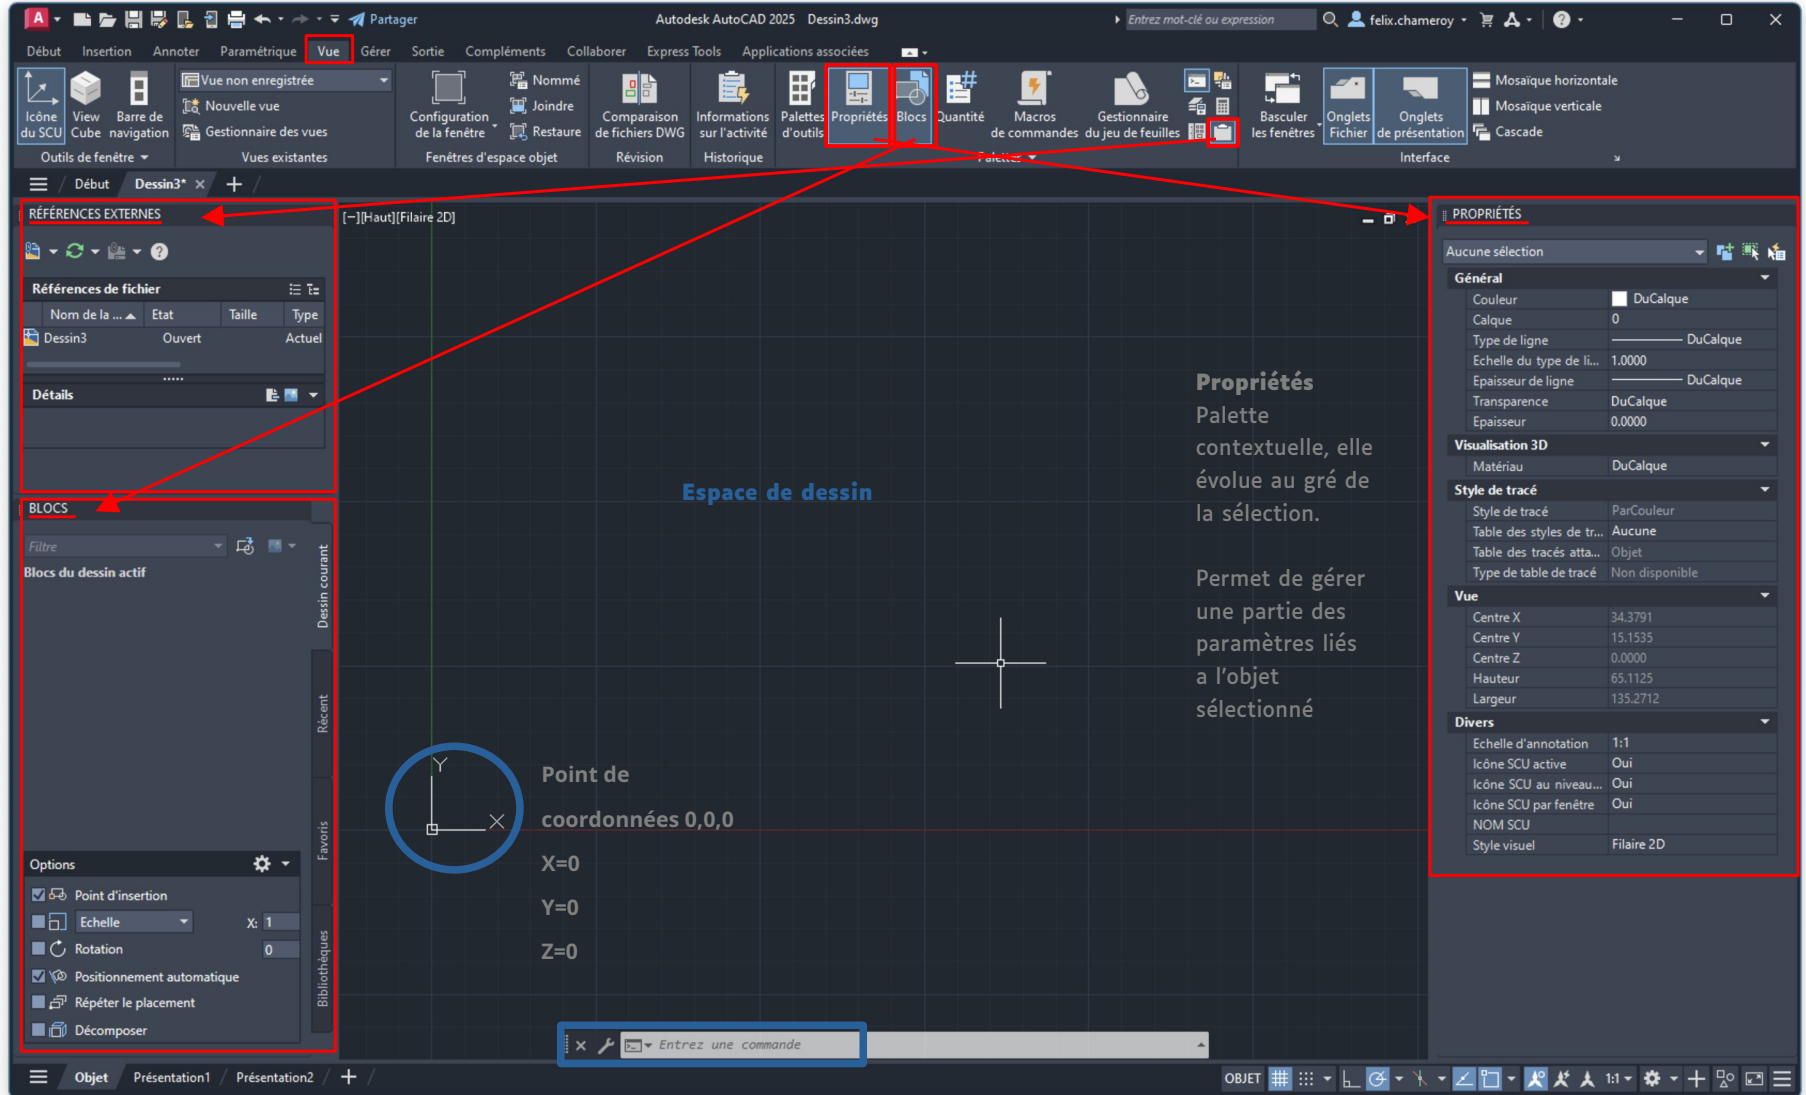 Partager
Autodesk AutoCAD 2025 Dessin3.dwg
Entrez mot-clé ou expression
felix.chameroy
Début Insertion Annoter Paramétrique Vue Gérer Sortie Compléments Collaborer Express Tools Applications associées
Icône du SCU
View Cube
Barre de navigation
Vue non enregistrée
Nouvelle vue
Gestionnaire des vues
Configuration de la fenêtre
Nommé
Joindre
Restaure
Comparaison de fichiers DWG
Informations sur l'activité
Palettes d'outils
Propriétés
Blocs
Quantité
Macros de commandes
Gestionnaire du jeu de feuilles
Basculer les fenêtres
Onglets Fichier
Onglets de présentation
Mosaïque horizontale
Mosaïque verticale
Cascade
Outils de fenêtre Vues existantes Fenêtres d'espace objet Révision Historique Palettes Interface
Début Dessin3*
RÉFÉRENCES EXTERNES
Références de fichier
Nom de la ... Etat Taille Type
Dessin3 Ouvert Actuel
Détails
BLOCS
Filtre
Blocs du dessin actif
Dessin courant
Récent
Favoris
Bibliothèques
Options
Point d'insertion
Echelle X: 1
Rotation 0
Positionnement automatique
Répéter le placement
Décomposer
[−][Haut][Filaire 2D]
Espace de dessin
Propriétés
Palette
contextuelle, elle
évolue au gré de
la sélection.
Permet de gérer
une partie des
paramètres liés
a l'objet
sélectionné
Y
X
Point de
coordonnées 0,0,0
X=0
Y=0
Z=0
Entrez une commande
PROPRIÉTÉS
Aucune sélection
Général
Couleur DuCalque
Calque 0
Type de ligne DuCalque
Echelle du type de li... 1.0000
Epaisseur de ligne DuCalque
Transparence DuCalque
Epaisseur 0.0000
Visualisation 3D
Matériau DuCalque
Style de tracé
Style de tracé ParCouleur
Table des styles de tr... Aucune
Table des tracés atta... Objet
Type de table de tracé Non disponible
Vue
Centre X 34.3791
Centre Y 15.1535
Centre Z 0.0000
Hauteur 65.1125
Largeur 135.2712
Divers
Echelle d'annotation 1:1
Icône SCU active Oui
Icône SCU au niveau... Oui
Icône SCU par fenêtre Oui
NOM SCU
Style visuel Filaire 2D
Objet Présentation1 Présentation2
OBJET 1:1